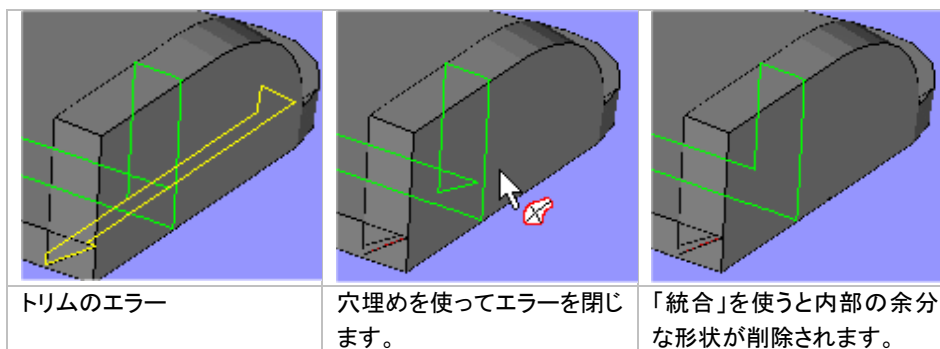 トリムのエラー
穴埋めを使ってエラーを閉じ
ます。
「統合」を使うと内部の余分
な形状が削除されます。